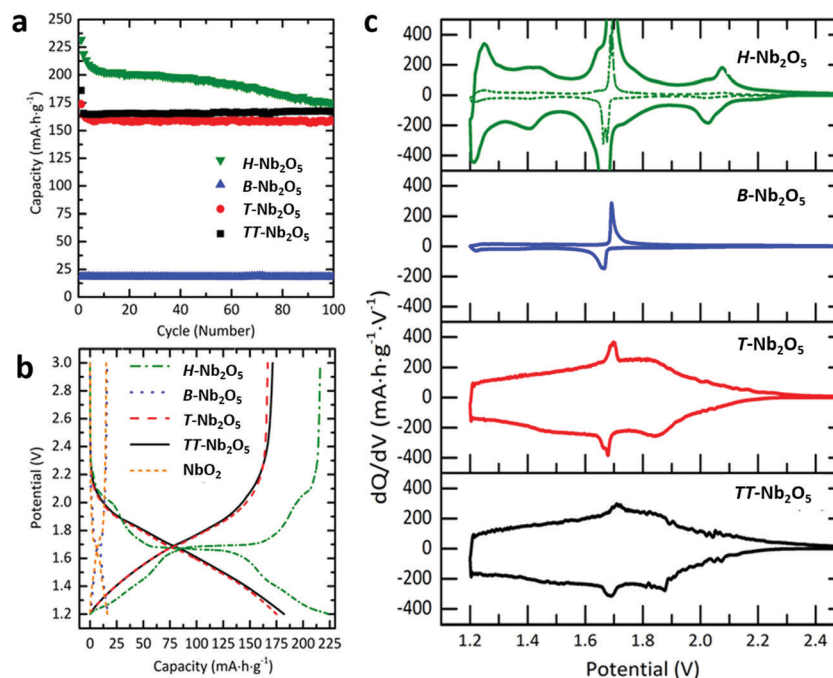 a
Capacity (mA·h·g⁻¹)
250
225
200
175
150
125
100
75
50
25
0
H-Nb₂O₅
B-Nb₂O₅
T-Nb₂O₅
TT-Nb₂O₅
0 20 40 60 80 100
Cycle (Number)
b
Potential (V)
3.0
2.8
2.6
2.4
2.2
2.0
1.8
1.6
1.4
1.2
H-Nb₂O₅
B-Nb₂O₅
T-Nb₂O₅
TT-Nb₂O₅
NbO₂
0 25 50 75 100 125 150 175 200 225
Capacity (mA·h·g⁻¹)
c
dQ/dV (mA·h·g⁻¹·V⁻¹)
400
200
0
-200
-400
H-Nb₂O₅
400
200
0
-200
B-Nb₂O₅
400
200
0
-200
-400
T-Nb₂O₅
400
200
0
-200
-400
TT-Nb₂O₅
1.2 1.4 1.6 1.8 2.0 2.2 2.4
Potential (V)